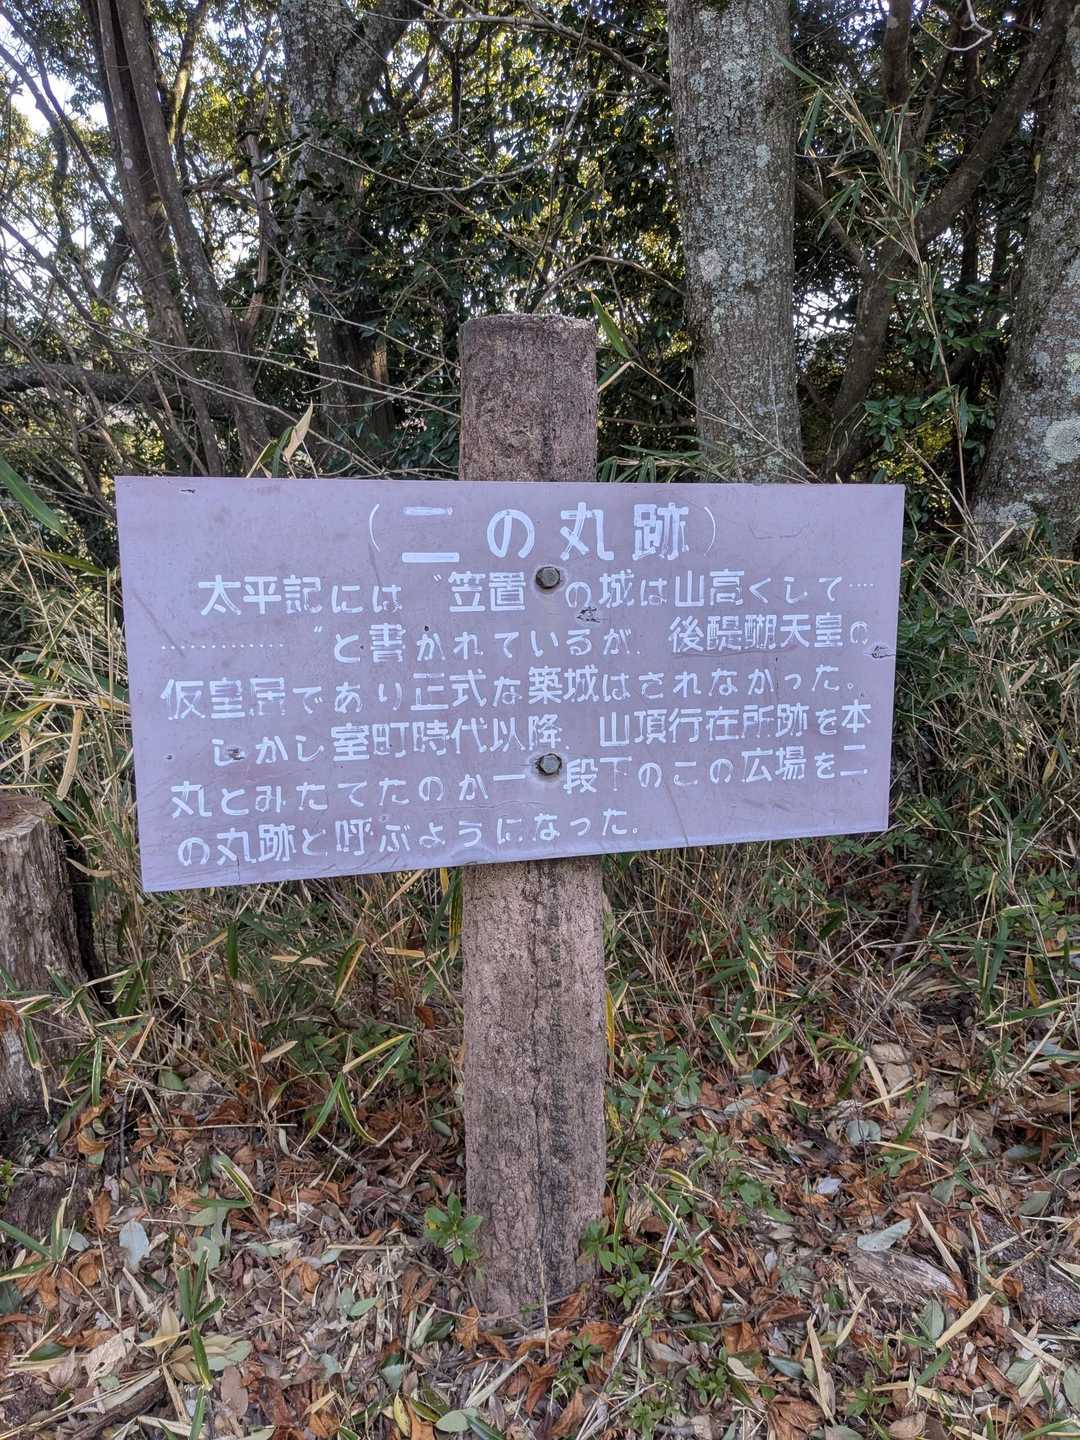 (二の丸跡)
太平記には〝笠置の城は山高くして‥‥
‥‥‥‥‥‥〟と書かれているが、後醍醐天皇の
仮皇居であり正式な築城はされなかった。
しかし室町時代以降、山頂行在所跡を本
丸とみたてたのか一段下のこの広場を二
の丸跡と呼ぶようになった。